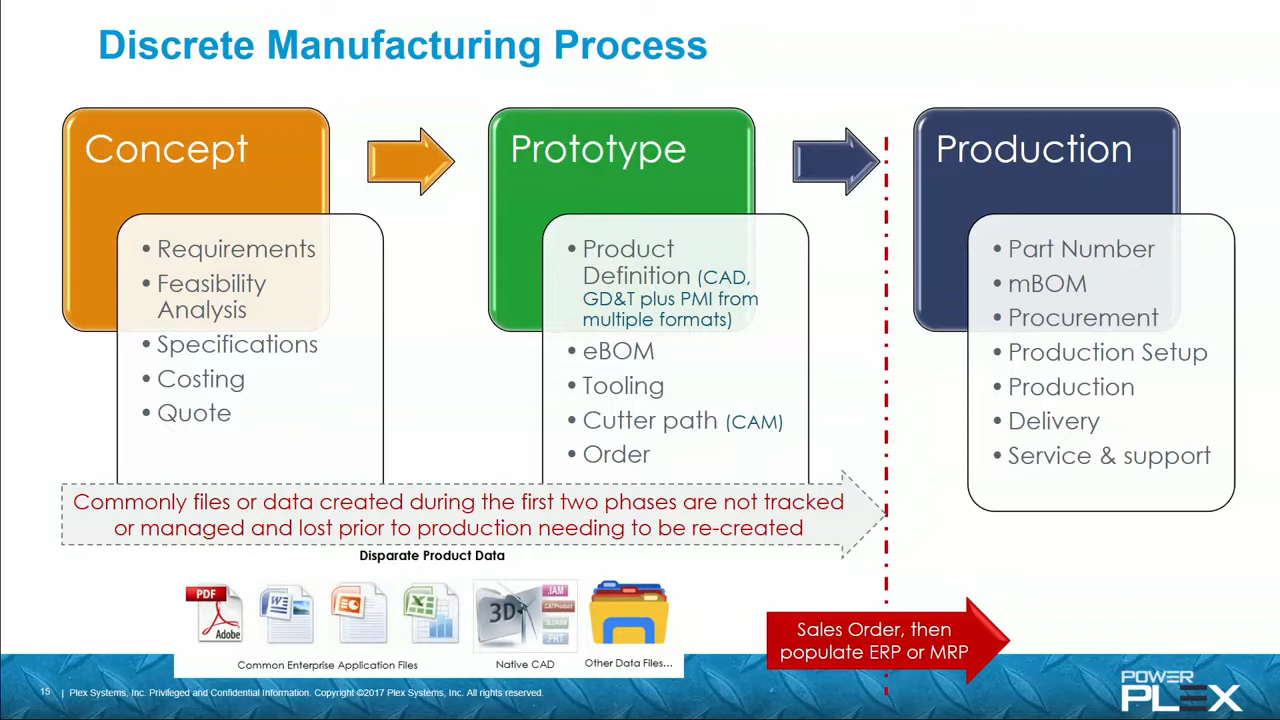 Discrete Manufacturing Process
Concept
• Requirements
• Feasibility
Analysis
• Specifications
• Costing
• Quote
Prototype
• Product
Definition (CAD,
GD&T plus PMI from
multiple formats)
• eBOM
• Tooling
• Cutter path (CAM)
• Order
Production
• Part Number
• mBOM
• Procurement
• Production Setup
• Production
• Delivery
• Service & support
Commonly files or data created during the first two phases are not tracked
or managed and lost prior to production needing to be re-created
Disparate Product Data
PDF
Adobe
W
3D
.IAM
.CATProduct
.SLDASM
.PRT
Common Enterprise Application Files
Native CAD
Other Data Files...
Sales Order, then
populate ERP or MRP
15 | Plex Systems, Inc. Privileged and Confidential Information. Copyright ©2017 Plex Systems, Inc. All rights reserved.
POWER
PLEX